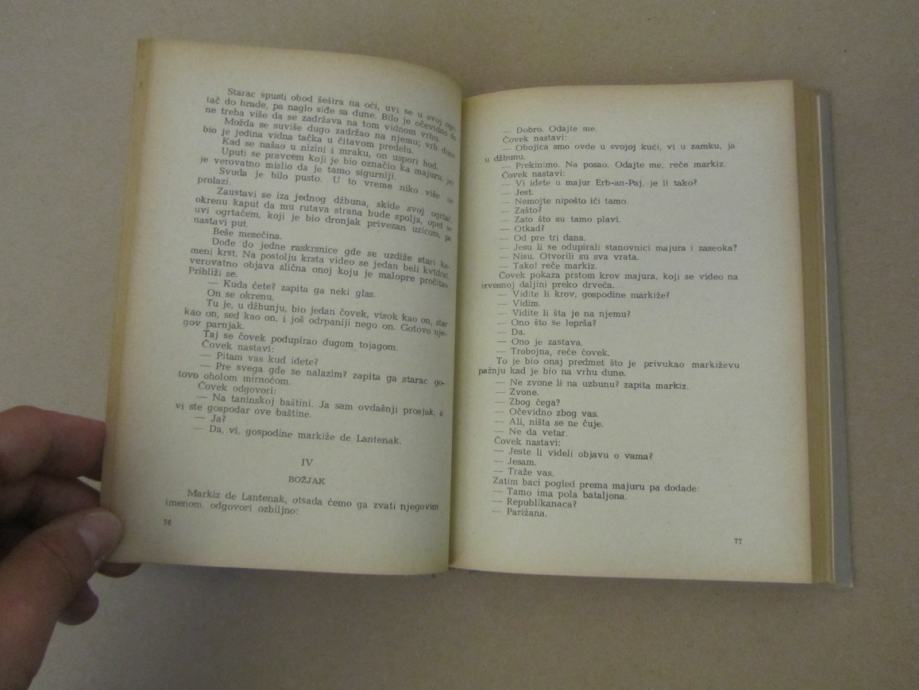 Starac spusti obod šešira na oči, uvi se u svoj ogr-
tač do brade, pa naglo siđe sa dune. Bilo je očevidno da
ne treba više da se zadržava na tom vidnom vrhu.
Možda se suviše dugo zadržao na njemu; vrh dune
bio je jedina vidna tačka u čitavom predelu.
Kad se našao u nizini i mraku, on uspori hod.
Uputi se pravcem koji je bio označio ka majuru, jer
je verovatno mislio da je tamo sigurniji.
Svuda je bilo pusto. U to vreme niko više ne
prolazi.
Zaustavi se iza jednog džbuna, skide svoj ogrtač,
okrenu kaput da mu rutava strana bude spolja, opet se
uvi ogrtačem, koji je bio dronjak privezan uzicom, pa
nastavi put.
Beše mesečina.
Dođe do jedne raskrsnice gde se uzdiže stari ka-
meni krst. Na postolju krsta video se jedan beli kvadrat,
verovatno objava slična onoj koju je malopre pročitao.
Približi se.
— Kuda ćete? zapita ga neki glas.
On se okrenu.
Tu je, u džbunju, bio jedan čovek, visok kao on, star
kao on, sed kao on, i još odrpaniji nego on. Gotovo nje-
gov parnjak.
Taj se čovek podupirao dugom tojagom.
Čovek nastavi:
— Pitam vas kud idete?
— Pre svega gde se nalazim? zapita ga starac go-
tovo oholom mirnoćom.
Čovek odgovori:
— Na taninskoj baštini. Ja sam ovdašnji prosjak, a
vi ste gospodar ove baštine.
— Ja?
— Da, vi, gospodine markiže de Lantenak.
IV
BOŽJAK
Markiz de Lantenak, otsada ćemo ga zvati njegovim
imenom, odgovori ozbiljno:
76
— Dobro. Odajte me.
Čovek nastavi:
— Obojica smo ovde u svojoj kući, vi u zamku, ja
u džbunu.
— Prekinimo. Na posao. Odajte me, reče markiz.
Čovek nastavi:
— Vi idete u majur Erb-an-Paj, je li tako?
— Jest.
— Nemojte nipošto ići tamo.
— Zašto?
— Zato što su tamo plavi.
— Otkad?
— Od pre tri dana.
— Jesu li se odupirali stanovnici majura i zaseoka?
— Nisu. Otvorili su sva vrata.
— Tako! reče markiz.
Čovek pokaza prstom krov majura, koji se video na
izvesnoj daljini preko drveća.
— Vidite li krov, gospodine markiže?
— Vidim.
— Vidite li šta je na njemu?
— Ono što se leprša?
— Da.
— Ono je zastava.
— Trobojna, reče čovek.
To je bio onaj predmet što je privukao markiževu
pažnju kad je bio na vrhu dune.
— Ne zvone li na uzbunu? zapita markiz.
— Zvone.
— Zbog čega?
— Očevidno zbog vas.
— Ali, ništa se ne čuje.
— Ne da vetar.
Čovek nastavi:
— Jeste li videli objavu o vama?
— Jesam.
— Traže vas.
Zatim baci pogled prema majuru pa dodade:
— Tamo ima pola bataljona.
— Republikanaca?
— Parižana.
77